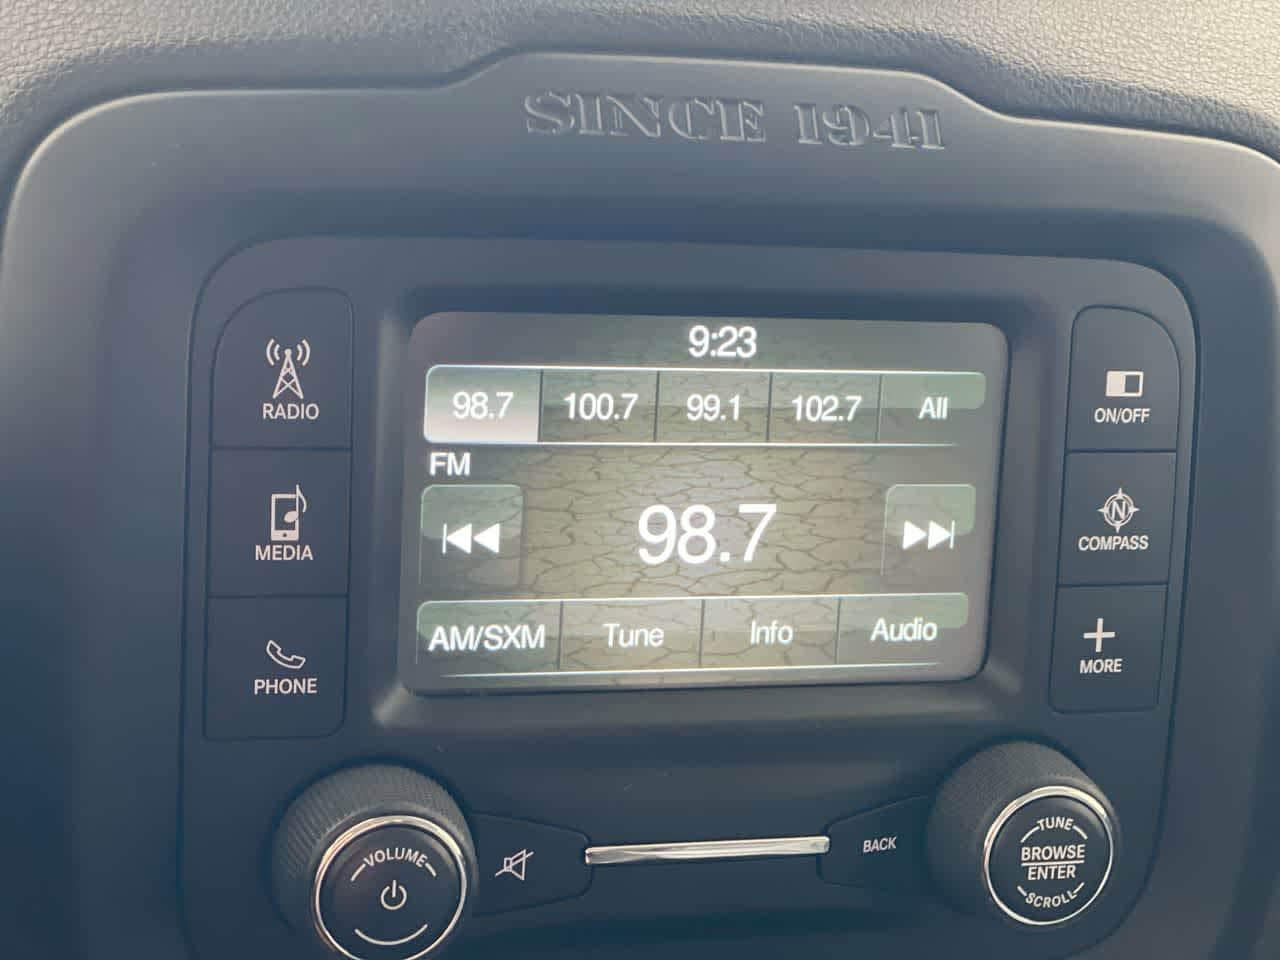 SINCE 1941
9:23
98.7 100.7 99.1 102.7 All
FM
98.7
AM/SXM Tune Info Audio
RADIO
MEDIA
PHONE
ON/OFF
N
COMPASS
MORE
VOLUME
BACK
TUNE
BROWSE
ENTER
SCROLL